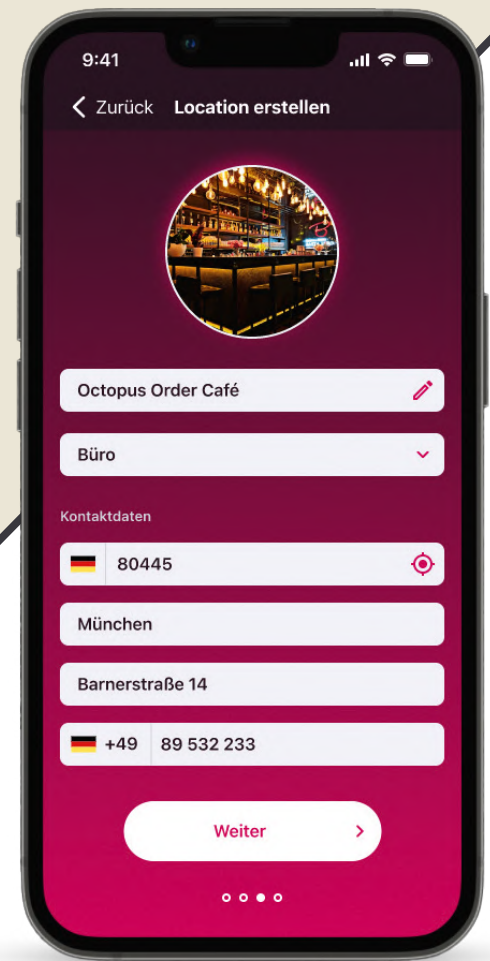 9:41
Zurück Location erstellen
Octopus Order Café
Büro
Kontaktdaten
80445
München
Barnerstraße 14
+49 89 532 233
Weiter